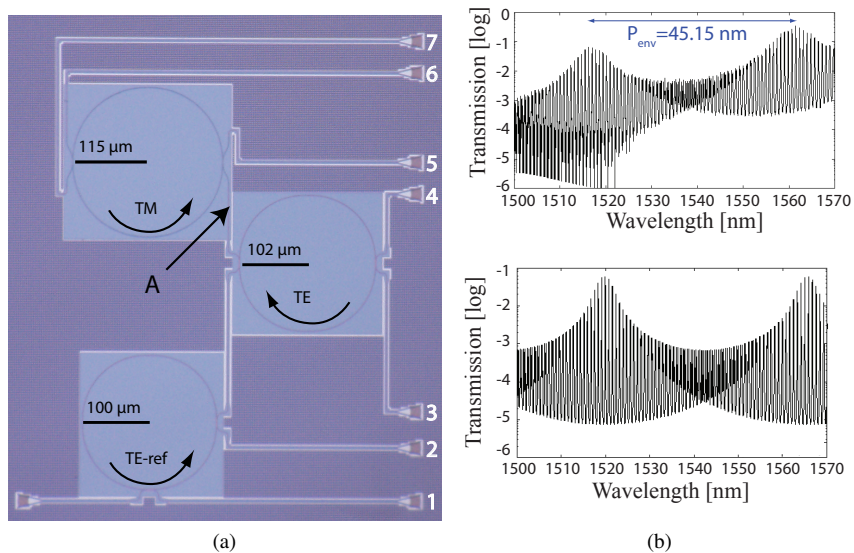 7
6
115 µm
5
4
TM
102 µm
A
TE
100 µm
3
2
TE-ref
1
(a)
(b)
Transmission [log]
0
-1
-2
-3
-4
-5
-6
P_env=45.15 nm
1500 1510 1520 1530 1540 1550 1560 1570
Wavelength [nm]
Transmission [log]
-1
-2
-3
-4
-5
-6
1500 1510 1520 1530 1540 1550 1560 1570
Wavelength [nm]